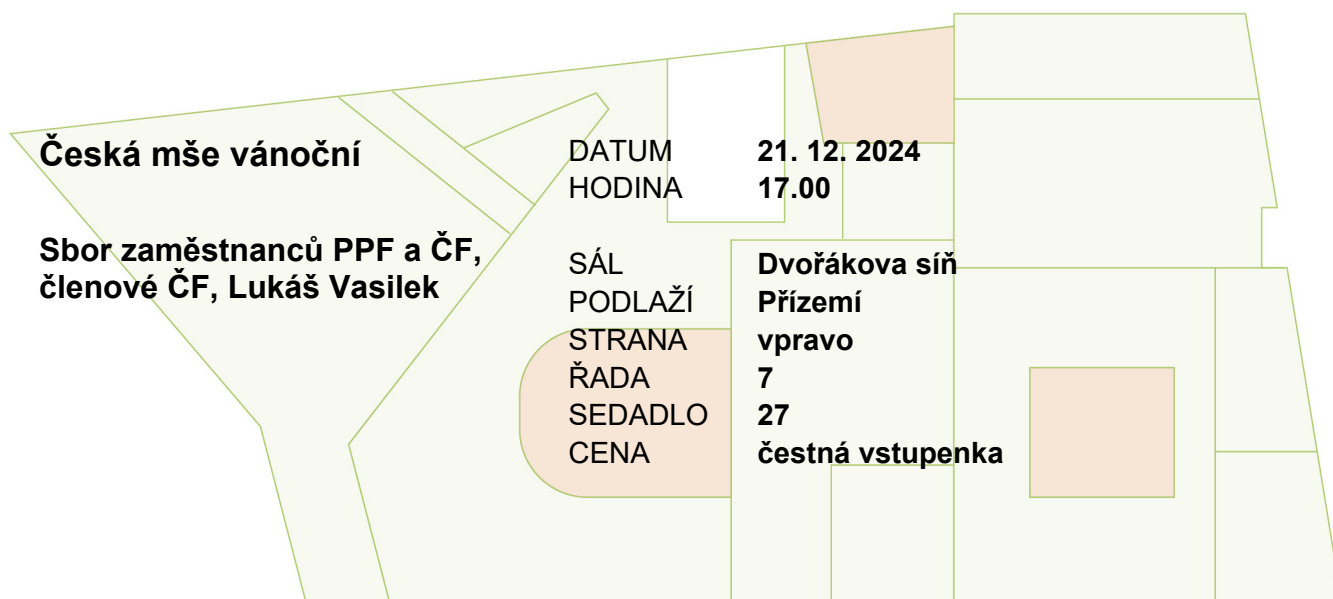 Česká mše vánoční
Sbor zaměstnanců PPF a ČF,
členové ČF, Lukáš Vasilek
DATUM 21. 12. 2024
HODINA 17.00
SÁL Dvořákova síň
PODLAŽÍ Přízemí
STRANA vpravo
ŘADA 7
SEDADLO 27
CENA čestná vstupenka